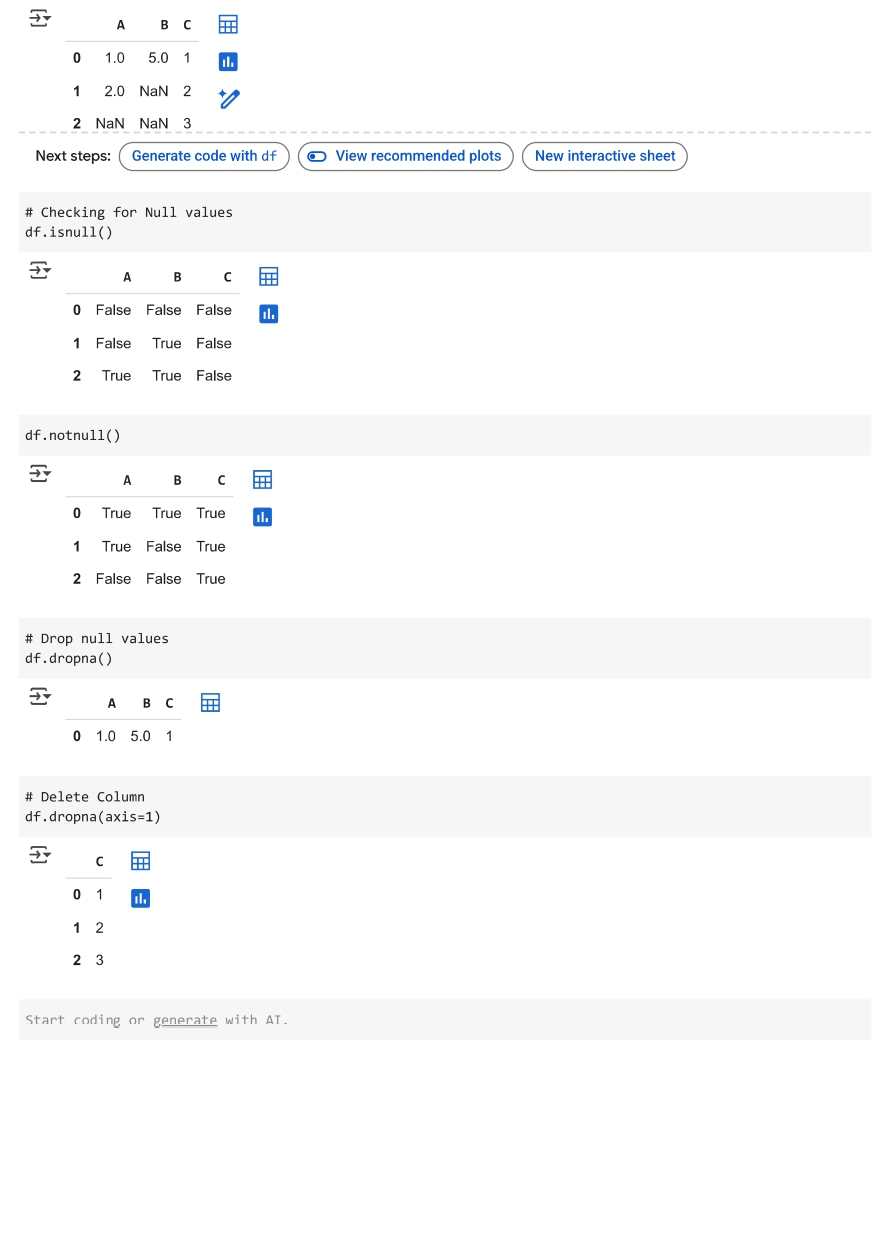 A B C
0 1.0 5.0 1
1 2.0 NaN 2
2 NaN NaN 3
Next steps: Generate code with df View recommended plots New interactive sheet
# Checking for Null values
df.isnull()
A B C
0 False False False
1 False True False
2 True True False
df.notnull()
A B C
0 True True True
1 True False True
2 False False True
# Drop null values
df.dropna()
A B C
0 1.0 5.0 1
# Delete Column
df.dropna(axis=1)
C
0 1
1 2
2 3
Start coding or generate with AI.